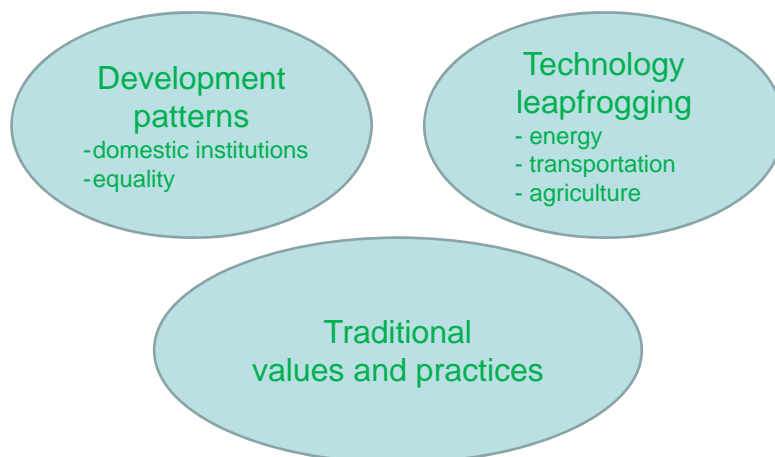 Development
patterns
-domestic institutions
-equality
Technology
leapfrogging
- energy
- transportation
- agriculture
Traditional
values and practices